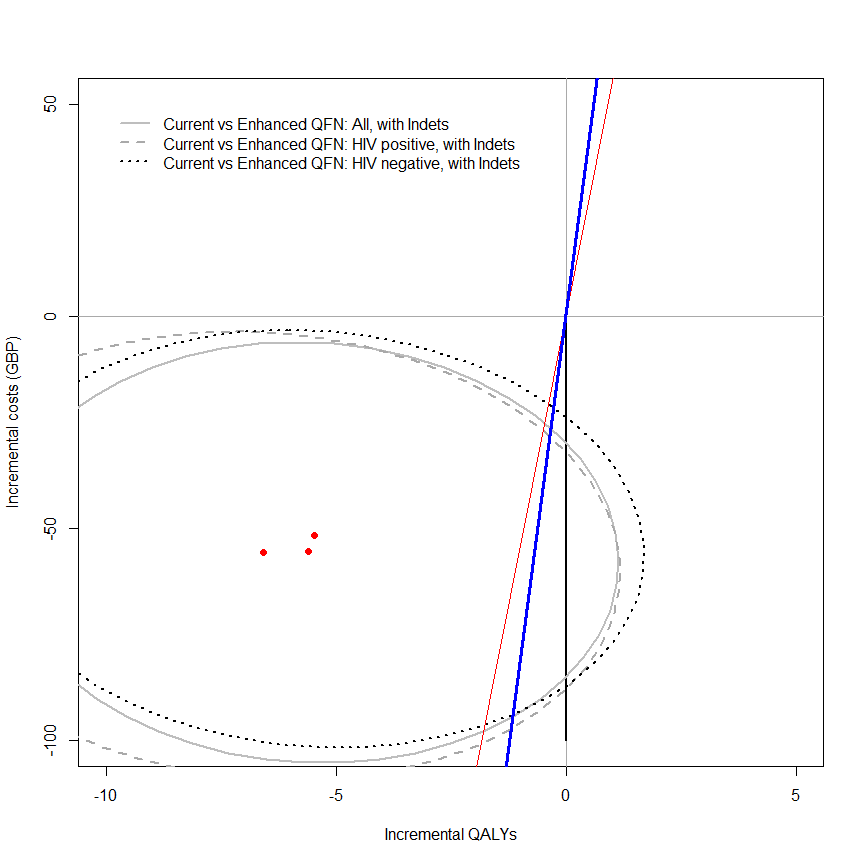 50
0
-50
-100
Incremental costs (GBP)
Current vs Enhanced QFN: All, with Indets
Current vs Enhanced QFN: HIV positive, with Indets
Current vs Enhanced QFN: HIV negative, with Indets
-10
-5
0
5
Incremental QALYs